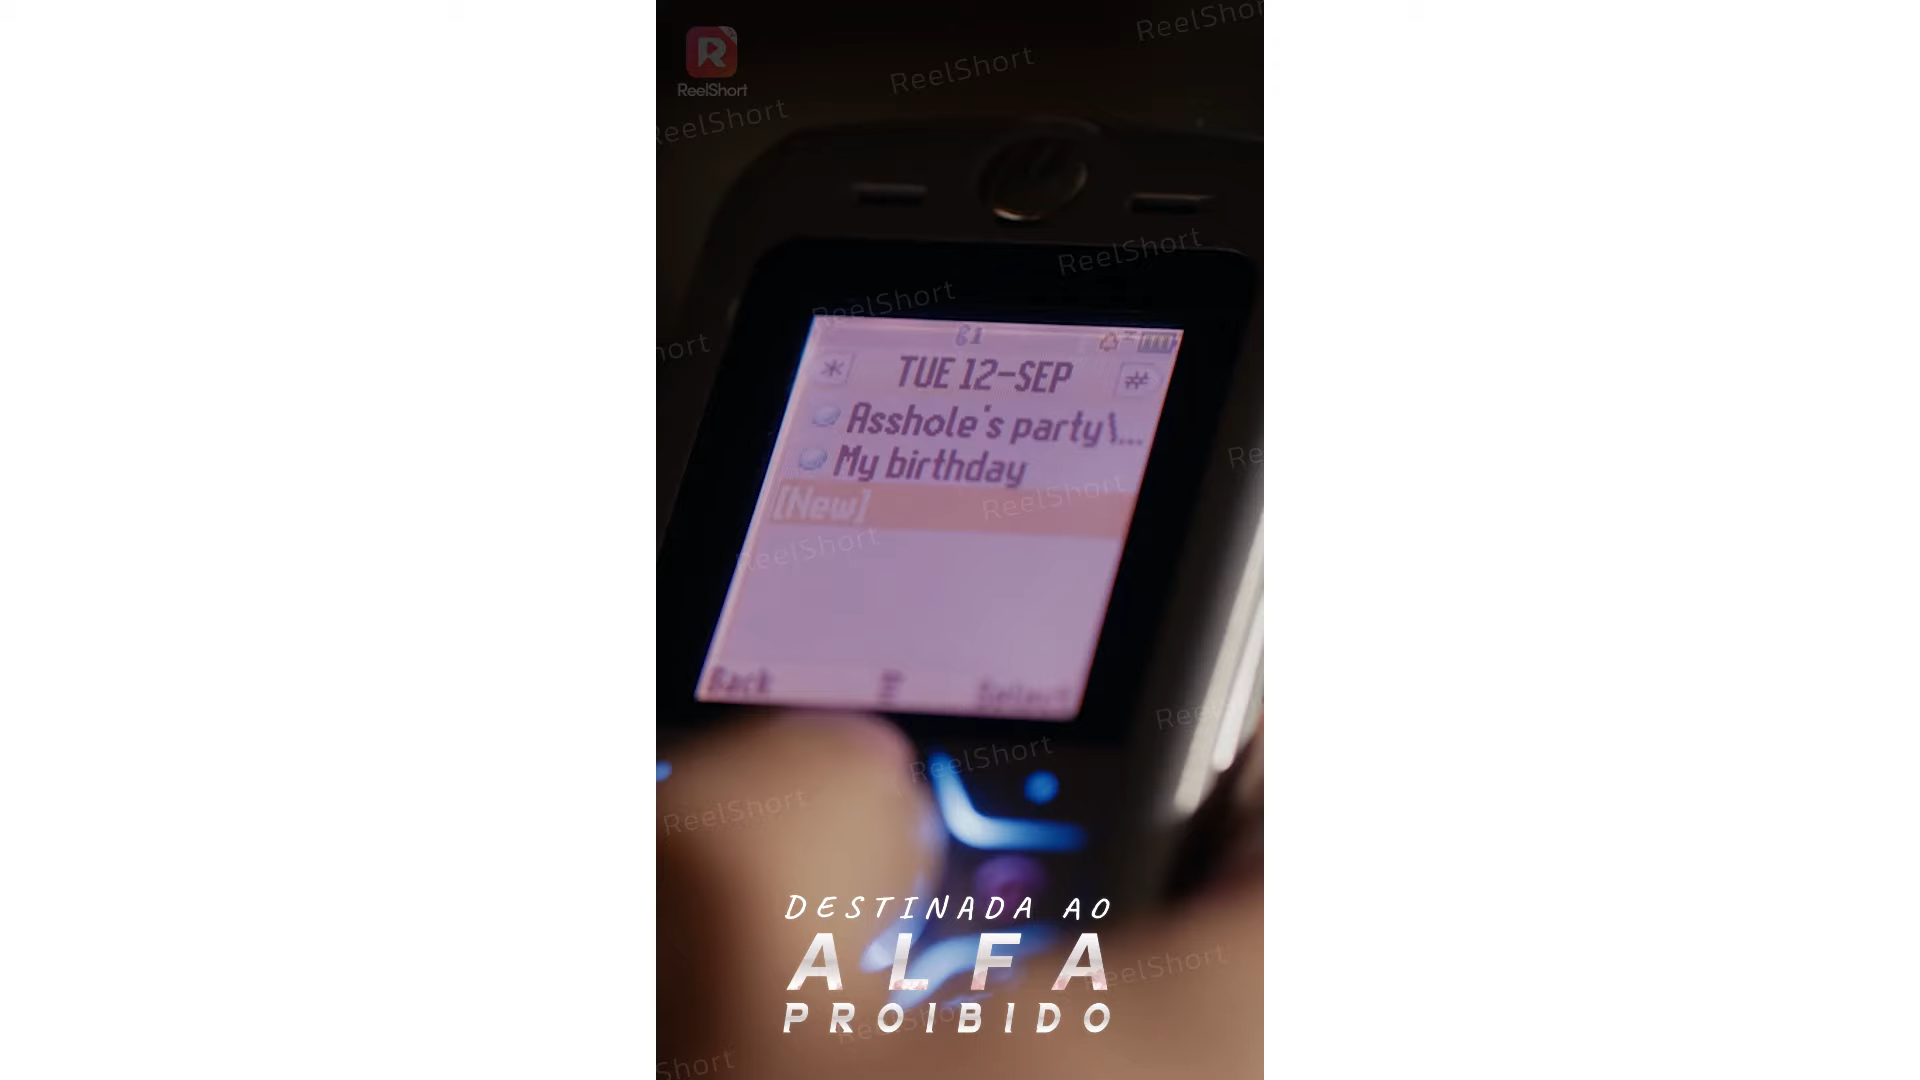 ReelShort
TUE 12-SEP
Asshole's party\...
My birthday
[New]
Back
Select
DESTINADA AO
ALFA
PROIBIDO